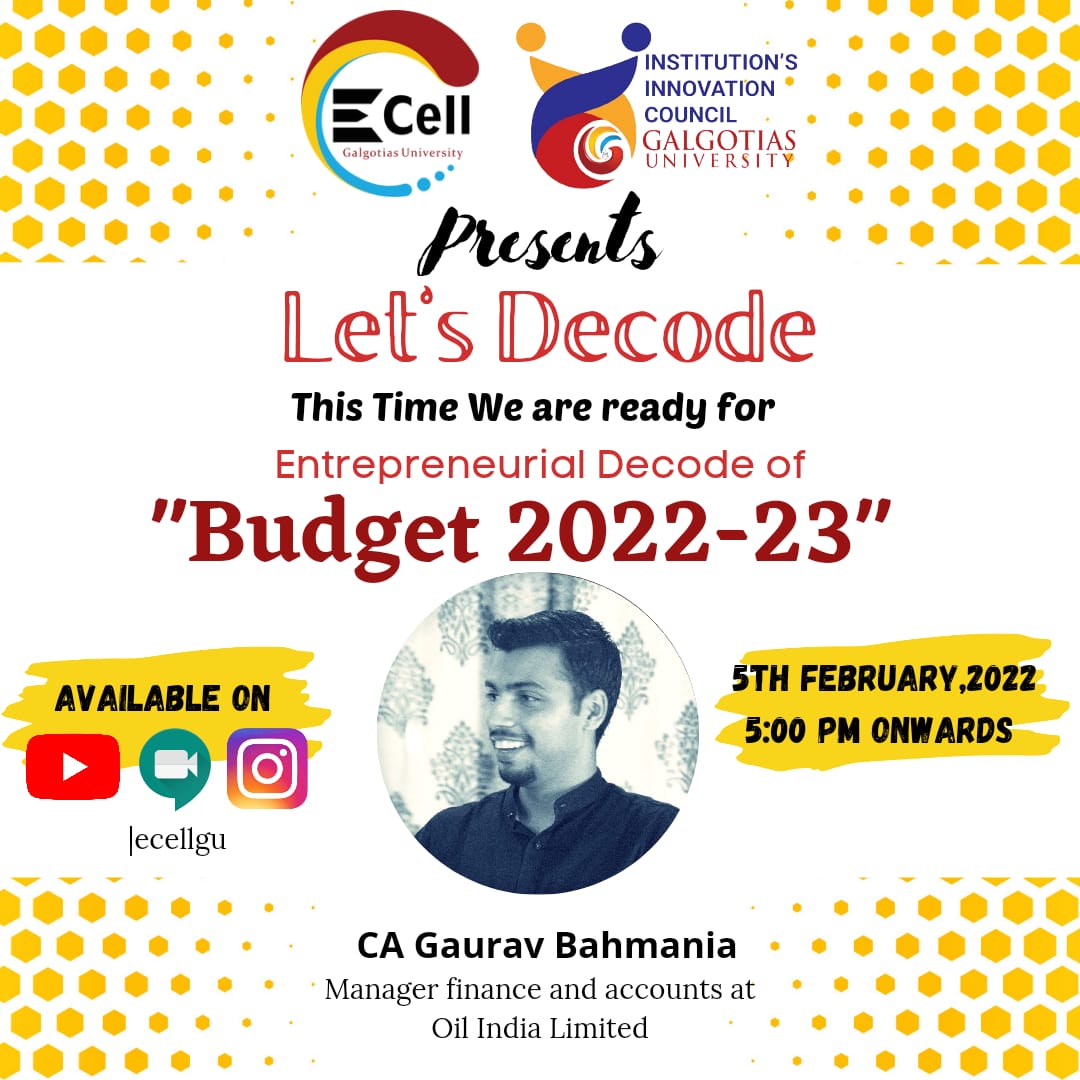 ECell
Galgotias University
INSTITUTION'S
INNOVATION
COUNCIL
GALGOTIAS
UNIVERSITY
Presents
Let's Decode
This Time We are ready for
Entrepreneurial Decode of
"Budget 2022-23"
AVAILABLE ON
|ecellgu
5TH FEBRUARY,2022
5:00 PM ONWARDS
CA Gaurav Bahmania
Manager finance and accounts at
Oil India Limited